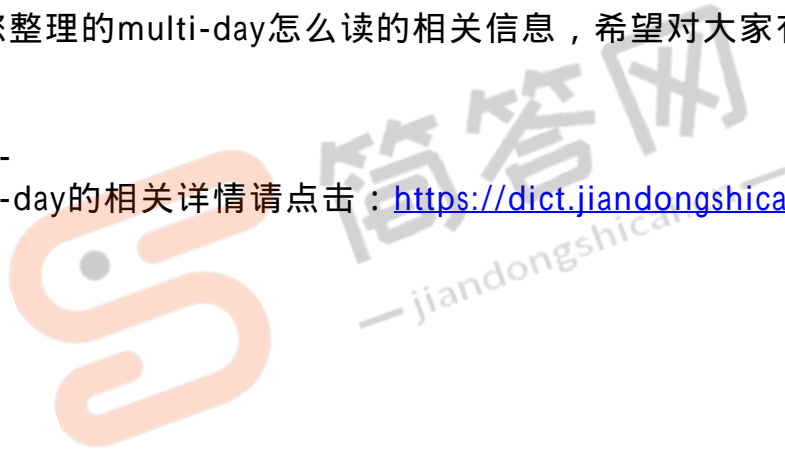 整理的multi-day怎么读的相关信息，希望对大家
-
-day的相关详情请点击：https://dict.jiandongshica
简答网
jiandongshica